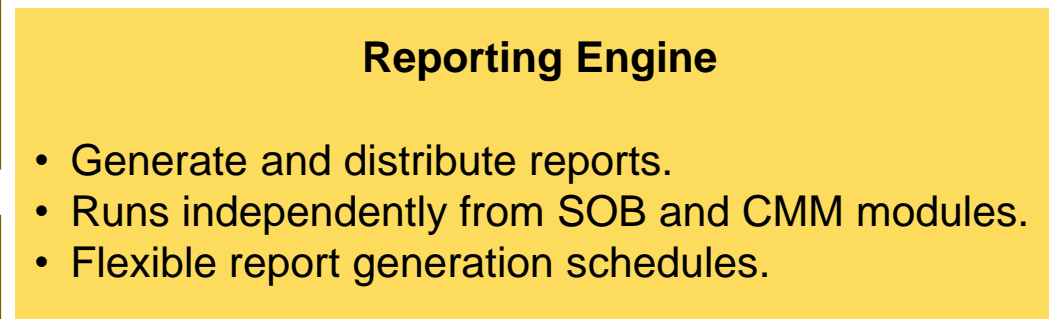 Reporting Engine
• Generate and distribute reports.
• Runs independently from SOB and CMM modules.
• Flexible report generation schedules.